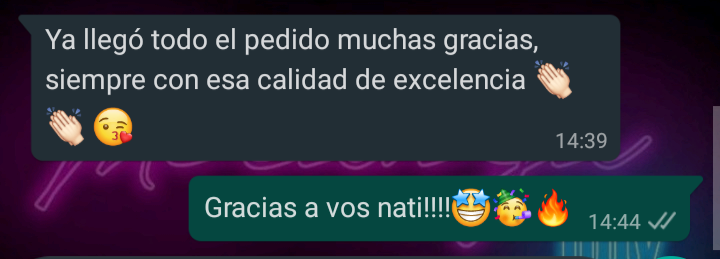 Ya llegó todo el pedido muchas gracias,
siempre con esa calidad de excelencia 👏🏻
👏🏻😘
14:39
Gracias a vos nati!!!!🤩🥳🔥
14:44